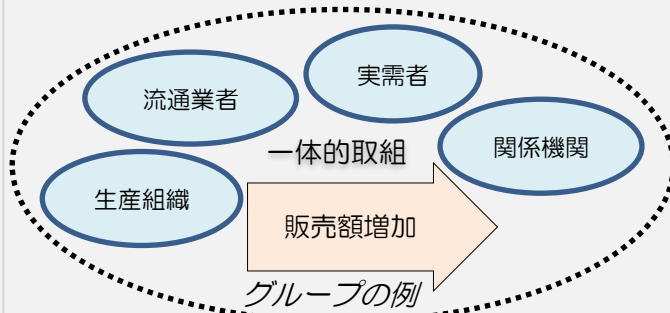 実需者
流通業者
関係機関
一体的取組
生産組織
販売額増加
グループの例